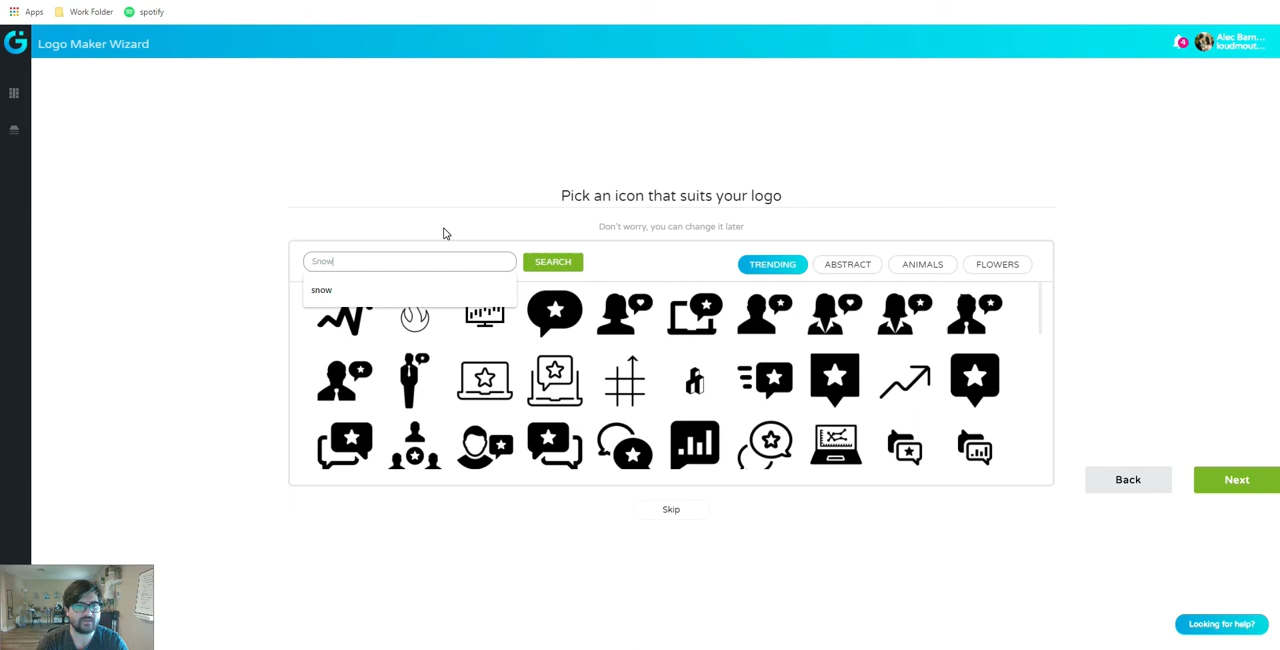 Apps Work Folder spotify
Logo Maker Wizard
4
Alec Barn...
loudmout...
Pick an icon that suits your logo
Don't worry, you can change it later
Snow
SEARCH
TRENDING ABSTRACT ANIMALS FLOWERS
snow
Back Next
Skip
Looking for help?